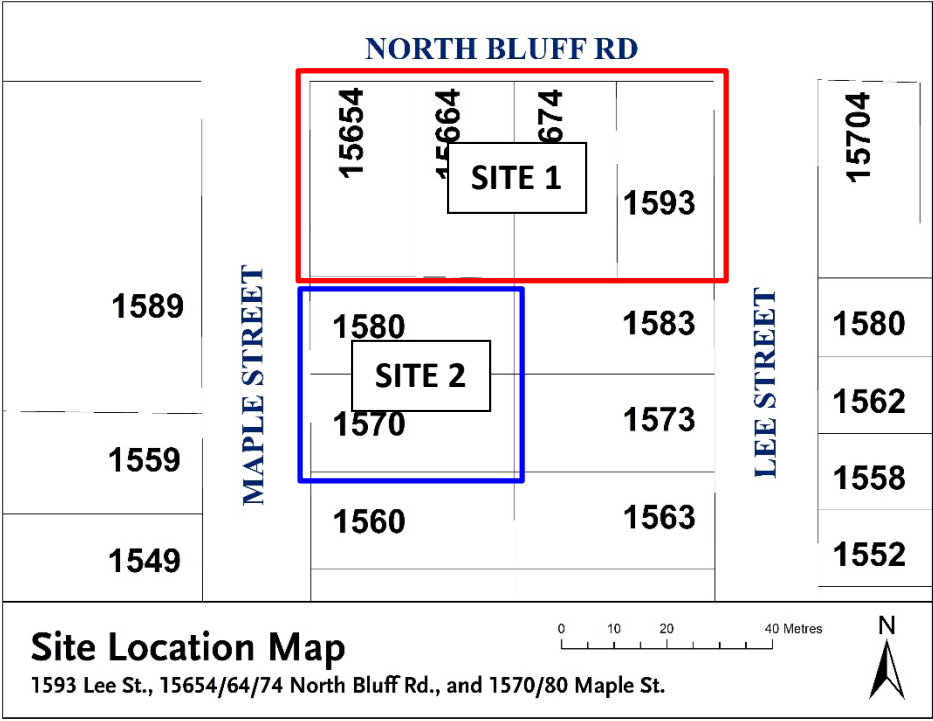 NORTH BLUFF RD
15654
15664
674
15704
SITE 1
1593
1589
MAPLE STREET
1580
1583
LEE STREET
1580
SITE 2
1562
1570
1573
1559
1558
1560
1563
1549
1552
Site Location Map
0 10 20 40 Metres
N
1593 Lee St., 15654/64/74 North Bluff Rd., and 1570/80 Maple St.